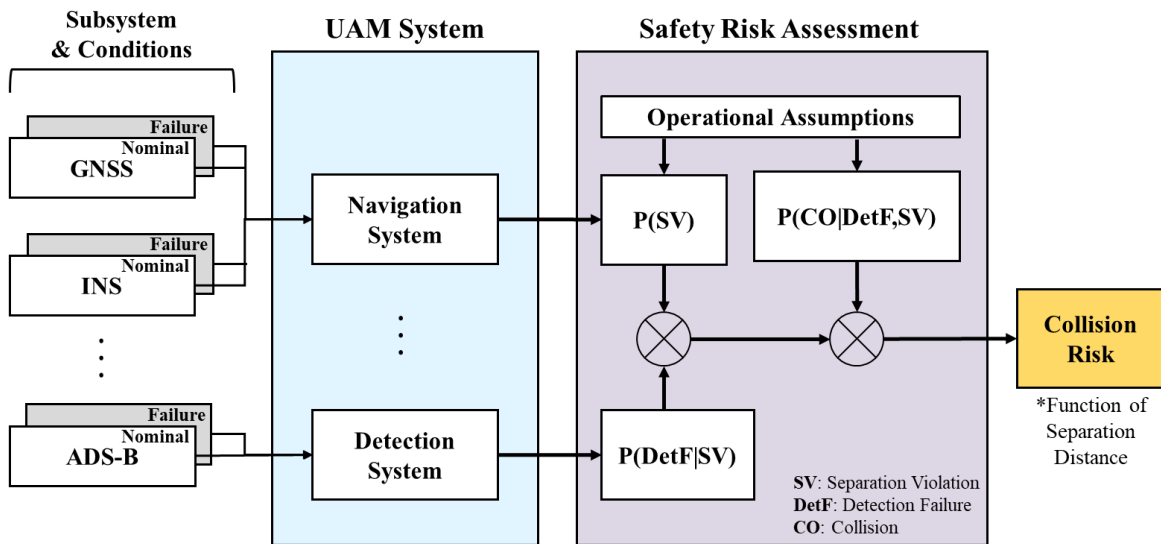 Subsystem
& Conditions
UAM System
Safety Risk Assessment
Failure
Nominal
GNSS
Failure
Nominal
INS
Failure
Nominal
ADS-B
Navigation
System
Detection
System
Operational Assumptions
P(SV)
P(CO|DetF,SV)
P(DetF|SV)
SV: Separation Violation
DetF: Detection Failure
CO: Collision
Collision
Risk
*Function of
Separation
Distance